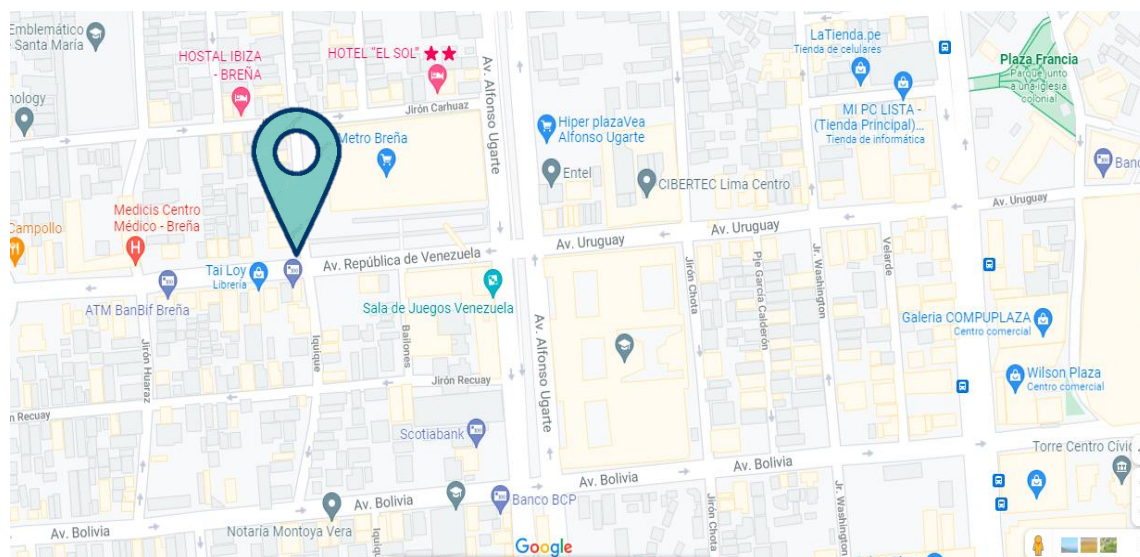 Emblemático
e Santa María
HOSTAL IBIZA
- BREÑA
HOTEL "EL SOL"
Av. Alfonso Ugarte
LaTienda.pe
Tienda de celulares
Plaza Francia
Parque junto
a una iglesia
colonial
nology
Jirón Carhuaz
Metro Breña
Hiper plazaVea
Alfonso Ugarte
MI PC LISTA -
(Tienda Principal)...
Tienda de informática
Entel
CIBERTEC Lima Centro
Banc
Medicis Centro
Médico - Breña
Campollo
Av. Uruguay
Av. Uruguay
Av. Uruguay
Av. República de Venezuela
Tai Loy
Librería
ATM BanBif Breña
Sala de Juegos Venezuela
Jirón Chota
Pje García Calderón
Jr. Washington
Velarde
Galeria COMPUPLAZA
Centro comercial
Iquique
Bailones
Jirón Huaraz
Av. Alfonso Ugarte
Jirón Recuay
n Recuay
Wilson Plaza
Centro comercial
Scotiabank
Torre Centro Cívic
Av. Bolivia
Av. Bolivia
Av. Bolivia
Banco BCP
Notaría Montoya Vera
Iquique
Jirón Chota
Jr. Washington
Google